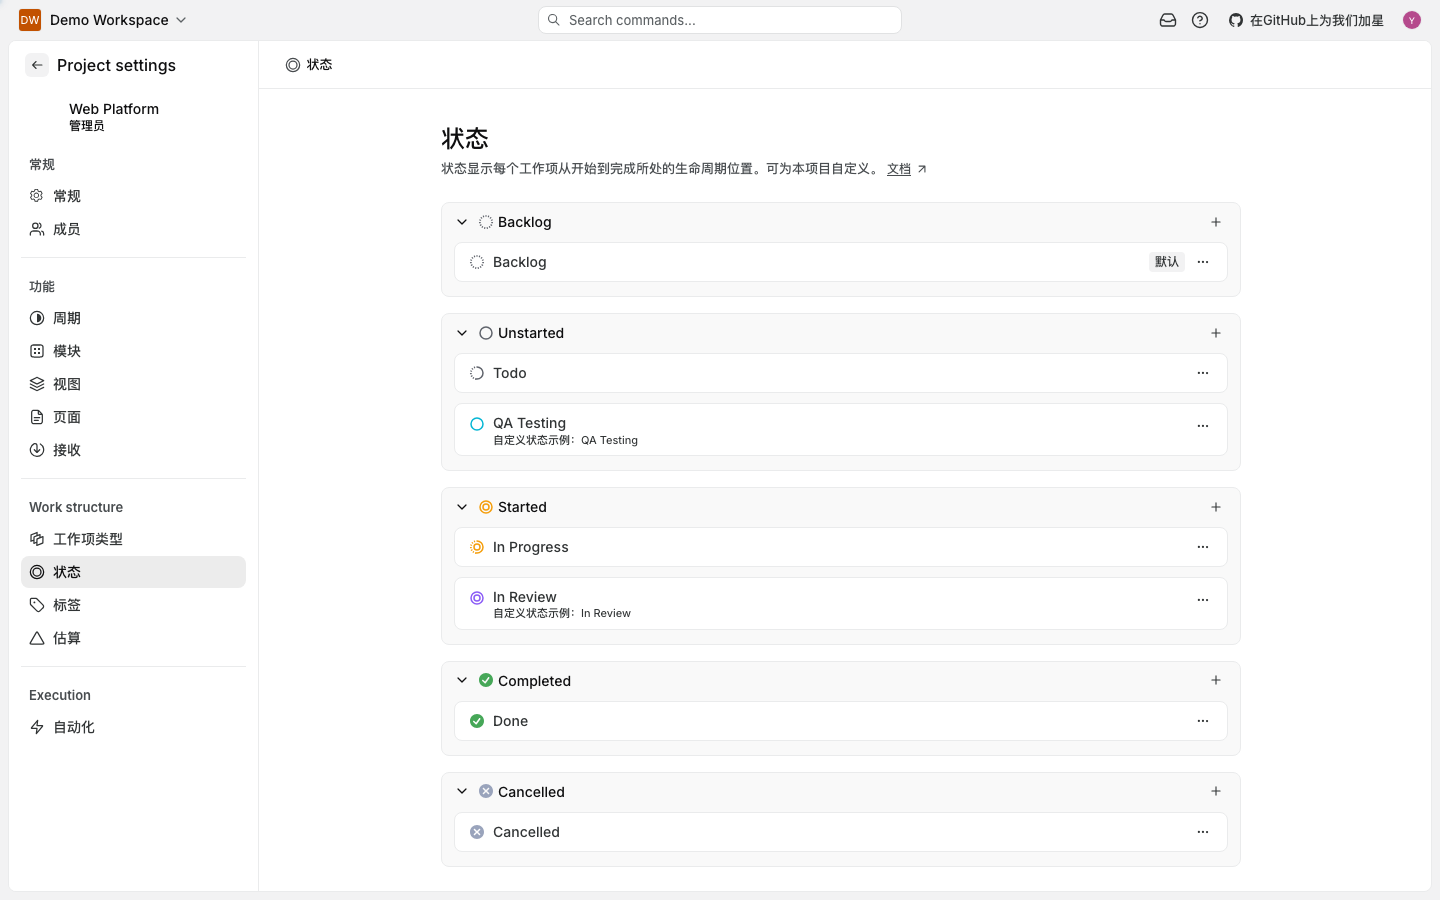 DW Demo Workspace
Search commands...
在GitHub上为我们加星
Y
Project settings
Web Platform
管理员
常规
常规
成员
功能
周期
模块
视图
页面
接收
Work structure
工作项类型
状态
标签
估算
Execution
自动化
状态
状态
状态显示每个工作项从开始到完成所处的生命周期位置。可为本项目自定义。 文档
Backlog
Backlog
默认
Unstarted
Todo
QA Testing
自定义状态示例：QA Testing
Started
In Progress
In Review
自定义状态示例：In Review
Completed
Done
Cancelled
Cancelled